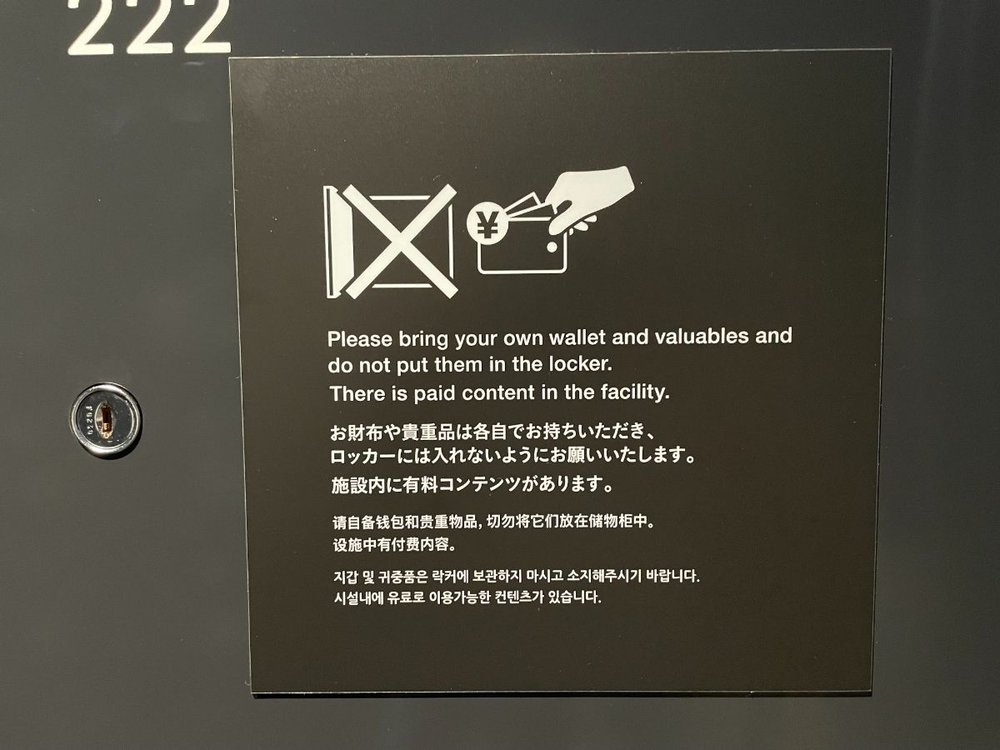 222
¥
Please bring your own wallet and valuables and
do not put them in the locker.
There is paid content in the facility.
お財布や貴重品は各自でお持ちいただき、
ロッカーには入れないようにお願いいたします。
施設内に有料コンテンツがあります。
请自备钱包和贵重物品，切勿将它们放在储物柜中。
设施中有付费内容。
지갑 및 귀중품은 락커에 보관하지 마시고 소지해주시기 바랍니다.
시설내에 유료로 이용가능한 컨텐츠가 있습니다.